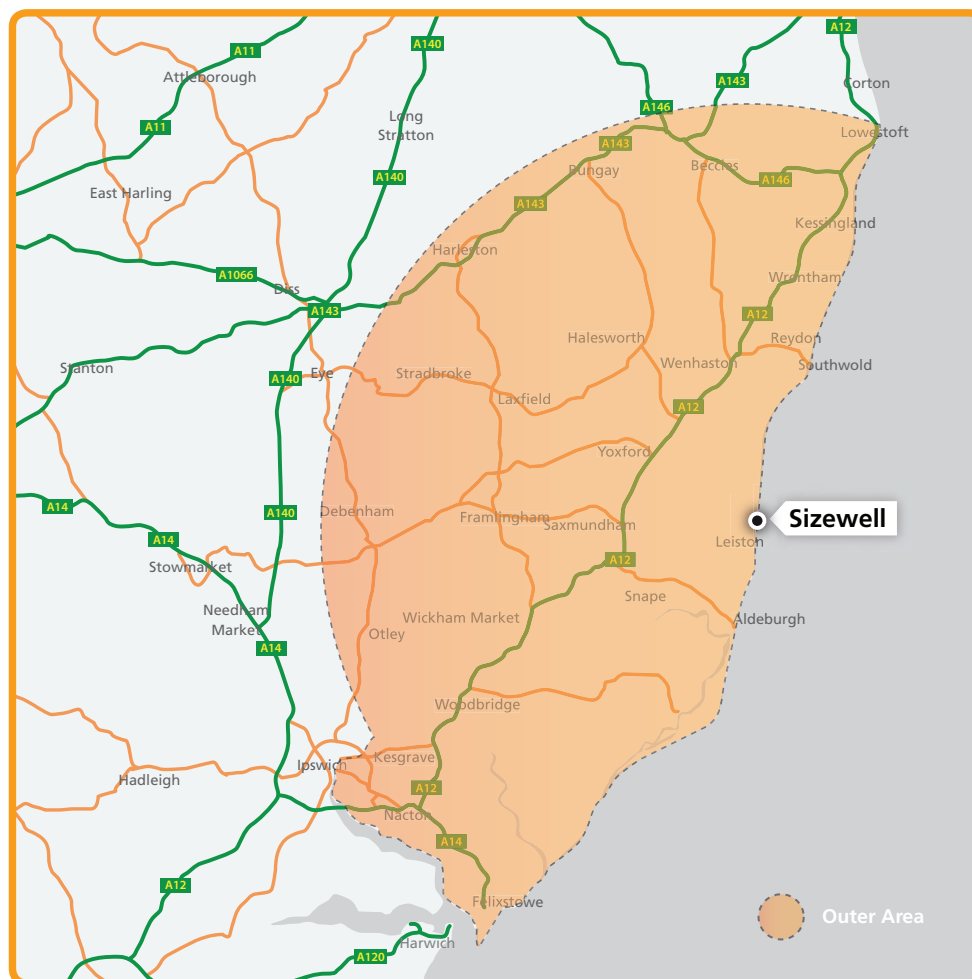 A12
A140
A11
Attleborough
A143
Corton
A146
Long
Stratton
A11
Lowestoft
A143
Bungay
Beccles
A140
A146
East Harling
A143
Kessingland
Harleston
A1066
Wrentham
Diss
A143
A12
Halesworth
Reydon
Stanton
Eye
Stradbroke
Wenhaston
Southwold
A140
Laxfield
A12
Yoxford
A14
Debenham
A140
Framlingham
Saxmundham
Sizewell
A14
Leiston
Stowmarket
A12
Snape
Needham
Market
Wickham Market
Aldeburgh
Otley
A14
Woodbridge
Ipswich
Kesgrave
Hadleigh
A12
Nacton
A14
A12
Felixstowe
Outer Area
Harwich
A120